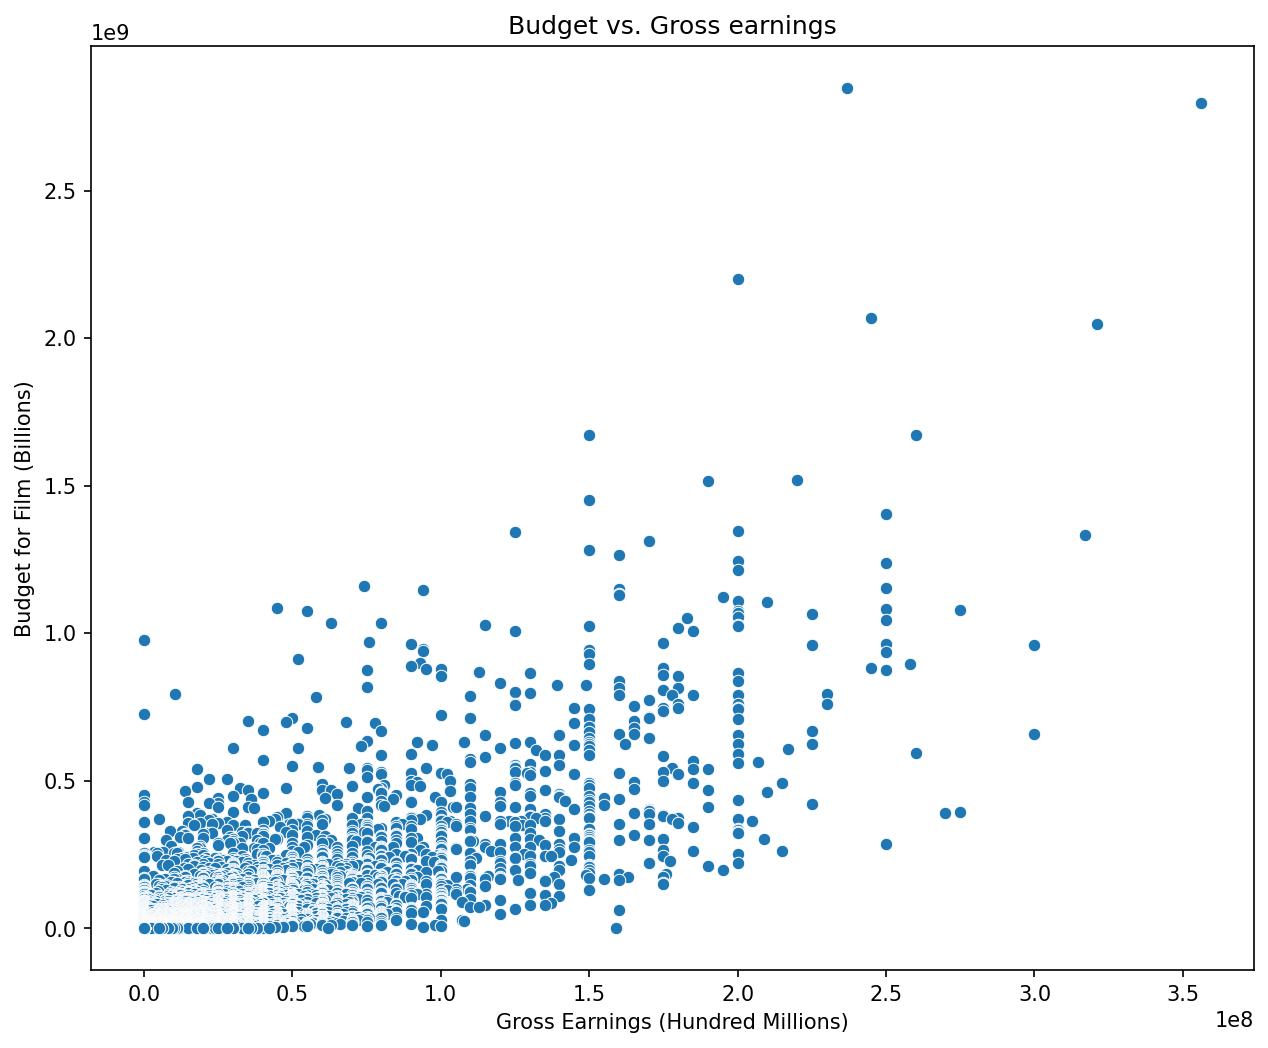 Budget vs. Gross earnings
1e9
2.5
2.0
1.5
1.0
0.5
0.0
Budget for Film (Billions)
0.0 0.5 1.0 1.5 2.0 2.5 3.0 3.5
Gross Earnings (Hundred Millions)
1e8